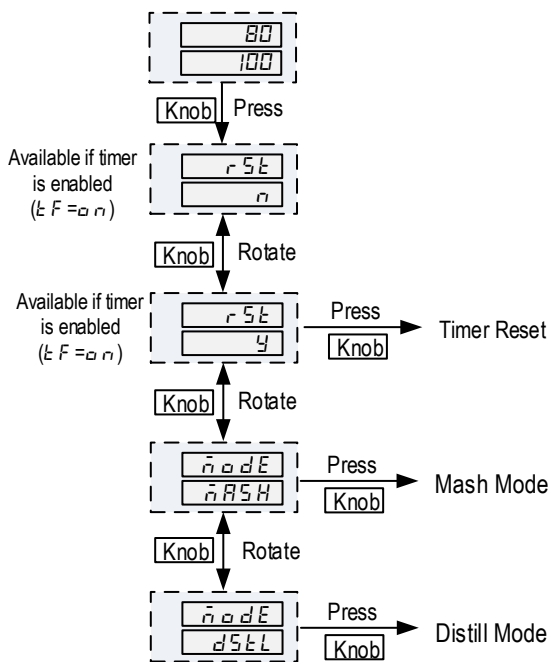 80
100
Knob Press
Available if timer
is enabled
(tF=on)
rSt
n
Knob Rotate
Available if timer
is enabled
(tF=on)
rSt
y
Press
Knob
Timer Reset
Knob Rotate
modE
mASH
Press
Knob
Mash Mode
Knob Rotate
modE
dStL
Press
Knob
Distill Mode